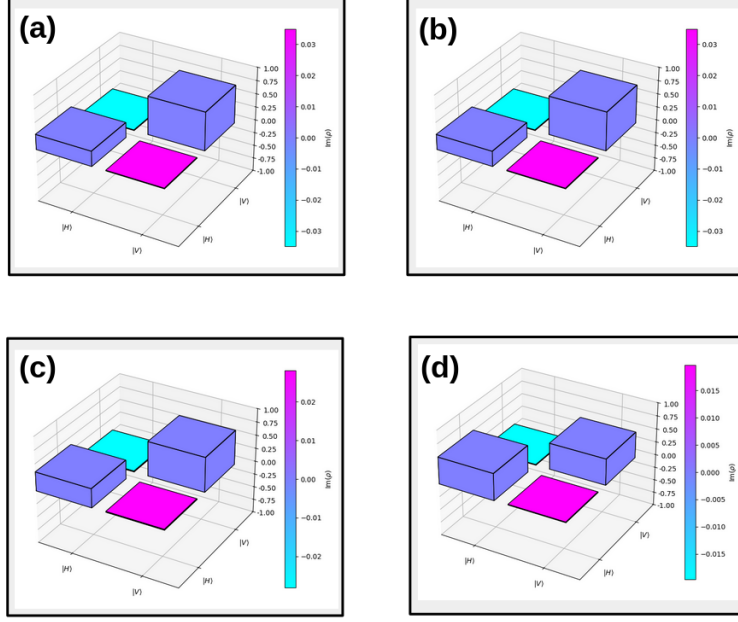 (a)
1.00
0.75
0.50
0.25
0.00
-0.25
-0.50
-0.75
-1.00
|H⟩
|V⟩
|H⟩
|V⟩
0.03
0.02
0.01
0.00
−0.01
−0.02
−0.03
Im(ρ)
(b)
1.00
0.75
0.50
0.25
0.00
-0.25
-0.50
-0.75
-1.00
|H⟩
|V⟩
|H⟩
|V⟩
0.03
0.02
0.01
0.00
−0.01
−0.02
−0.03
Im(ρ)
(c)
1.00
0.75
0.50
0.25
0.00
-0.25
-0.50
-0.75
-1.00
|H⟩
|V⟩
|H⟩
|V⟩
0.02
0.01
0.00
−0.01
−0.02
Im(ρ)
(d)
1.00
0.75
0.50
0.25
0.00
-0.25
-0.50
-0.75
-1.00
|H⟩
|V⟩
|H⟩
|V⟩
0.015
0.010
0.005
0.000
−0.005
−0.010
−0.015
Im(ρ)